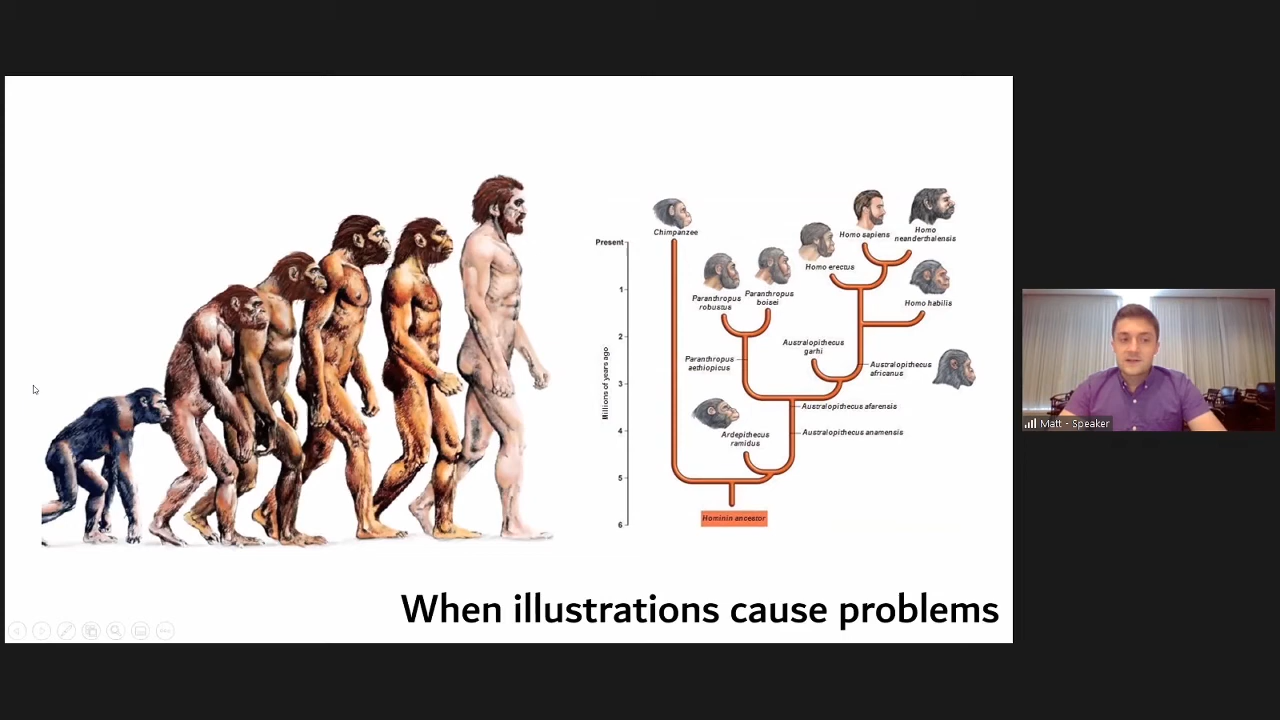 Chimpanzee
Homo sapiens
Homo
neanderthalensis
Present
Homo erectus
Paranthropus
robustus
Paranthropus
boisei
Homo habilis
1
2
Australopithecus
garhi
Paranthropus
aethiopicus
Australopithecus
africanus
3
Millions of years ago
Australopithecus afarensis
4
Ardepithecus
ramidus
Australopithecus anamensis
5
Hominin ancestor
6
When illustrations cause problems
Matt - Speaker